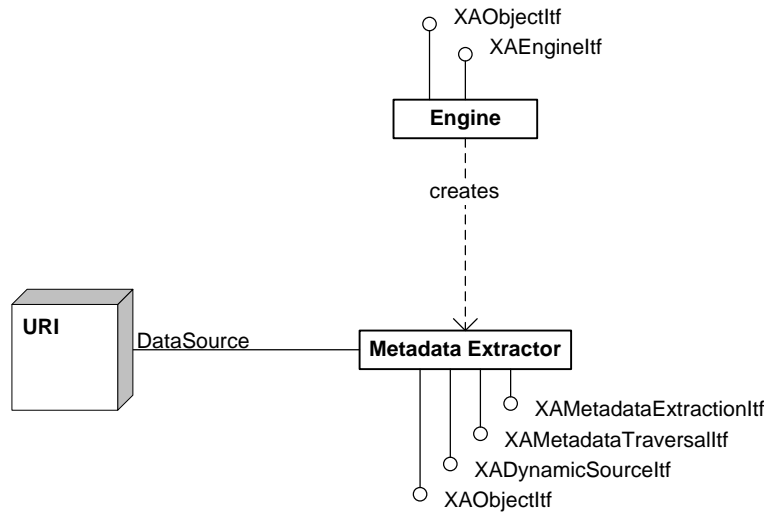 XAObjectItf
XAEngineItf
Engine
creates
URI
DataSource
Metadata Extractor
XAMetadataExtractionItf
XAMetadataTraversalItf
XADynamicSourceItf
XAObjectItf